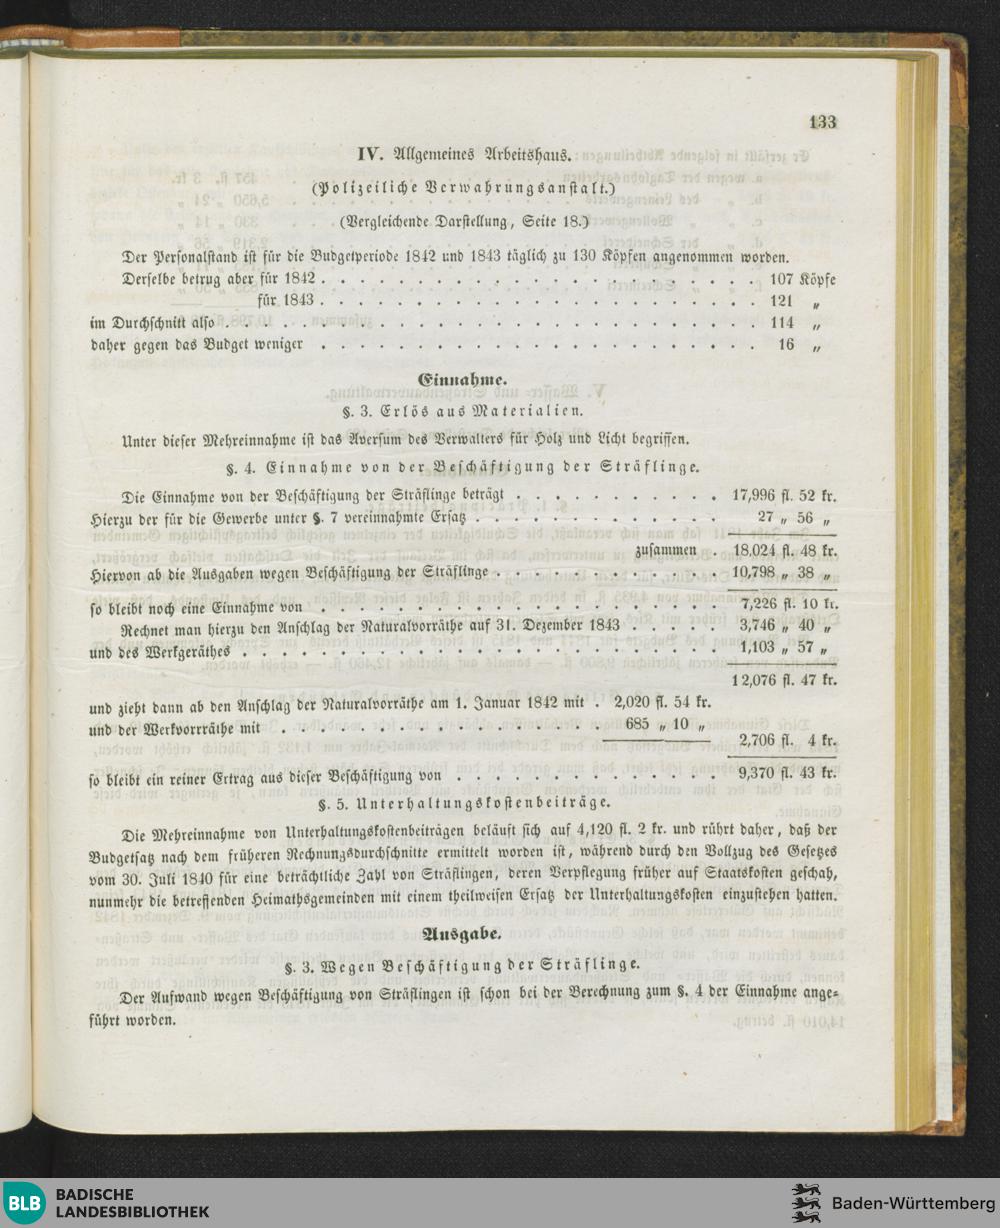 133
IV. Allgemeines Arbeitshaus.
(Polizeiliche Verwahrungsanstalt.)
(Vergleichende Darstellung, Seite 18.)
Der Personalstand ist für die Budgetperiode 1842 und 1843 täglich zu 130 Köpfen angenommen worden.
Derselbe betrug aber für 1842 . . . . . . . . . . . . . . . . . . . . . . . 107 Köpfe
für 1843 . . . . . . . . . . . . . . . . . . . . . . . 121 „
im Durchschnitt also . . . . . . . . . . . . . . . . . . . . . . . . . . . . 114 „
daher gegen das Budget weniger . . . . . . . . . . . . . . . . . . . . . . . 16 „
Einnahme.
§. 3. Erlös aus Materialien.
Unter dieser Mehreinnahme ist das Aversum des Verwalters für Holz und Licht begriffen.
§. 4. Einnahme von der Beschäftigung der Sträflinge.
Die Einnahme von der Beschäftigung der Sträflinge beträgt . . . . . . . . . . . 17,996 fl. 52 kr.
Hierzu der für die Gewerbe unter §. 7 vereinnahmte Ersatz . . . . . . . . . . . . . 27 „ 56 „
zusammen . 18,024 fl. 48 kr.
Hiervon ab die Ausgaben wegen Beschäftigung der Sträflinge . . . . . . . . . . . . 10,798 „ 38 „
so bleibt noch eine Einnahme von . . . . . . . . . . . . . . . . . . . . . 7,226 fl. 10 kr.
Rechnet man hierzu den Anschlag der Naturalvorräthe auf 31. Dezember 1843 . . . . . . 3,746 „ 40 „
und des Werkgeräthes . . . . . . . . . . . . . . . . . . . . . . . . . 1,103 „ 57 „
12,076 fl. 47 kr.
und zieht dann ab den Anschlag der Naturalvorräthe am 1. Januar 1842 mit . 2,020 fl. 54 kr.
und der Werkvorrräthe mit . . . . . . . . . . . . . . . . . 685 „ 10 „
2,706 fl. 4 kr.
so bleibt ein reiner Ertrag aus dieser Beschäftigung von . . . . . . . . . . . . . . 9,370 fl. 43 kr.
§. 5. Unterhaltungskostenbeiträge.
Die Mehreinnahme von Unterhaltungskostenbeiträgen beläuft sich auf 4,120 fl. 2 kr. und rührt daher, daß der
Budgetsatz nach dem früheren Rechnungsdurchschnitte ermittelt worden ist, während durch den Vollzug des Gesetzes
vom 30. Juli 1840 für eine beträchtliche Zahl von Sträflingen, deren Verpflegung früher auf Staatskosten geschah,
nunmehr die betreffenden Heimathsgemeinden mit einem theilweisen Ersatz der Unterhaltungskosten einzustehen hatten.
Ausgabe.
§. 3. Wegen Beschäftigung der Sträflinge.
Der Aufwand wegen Beschäftigung von Sträflingen ist schon bei der Berechnung zum §. 4 der Einnahme ange-
führt worden.
BLB BADISCHE
LANDESBIBLIOTHEK
Baden-Württemberg